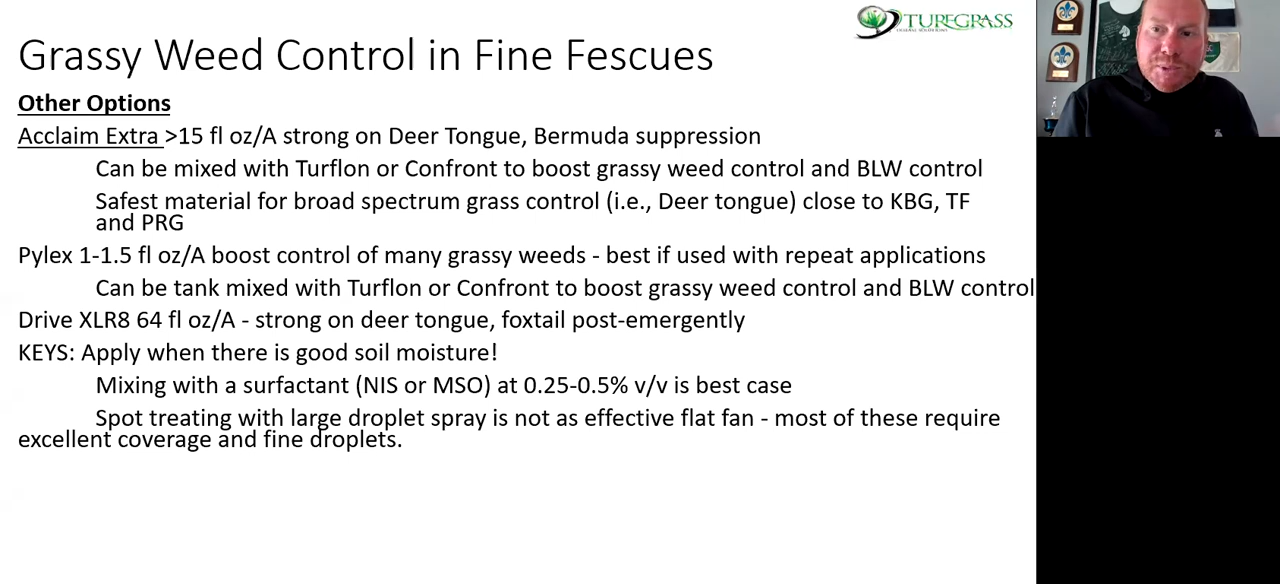 TURFGRASS
Grassy Weed Control in Fine Fescues
Other Options
Acclaim Extra >15 fl oz/A strong on Deer Tongue, Bermuda suppression
Can be mixed with Turflon or Confront to boost grassy weed control and BLW control
Safest material for broad spectrum grass control (i.e., Deer tongue) close to KBG, TF
and PRG
Pylex 1-1.5 fl oz/A boost control of many grassy weeds - best if used with repeat applications
Can be tank mixed with Turflon or Confront to boost grassy weed control and BLW control
Drive XLR8 64 fl oz/A - strong on deer tongue, foxtail post-emergently
KEYS: Apply when there is good soil moisture!
Mixing with a surfactant (NIS or MSO) at 0.25-0.5% v/v is best case
Spot treating with large droplet spray is not as effective flat fan - most of these require
excellent coverage and fine droplets.